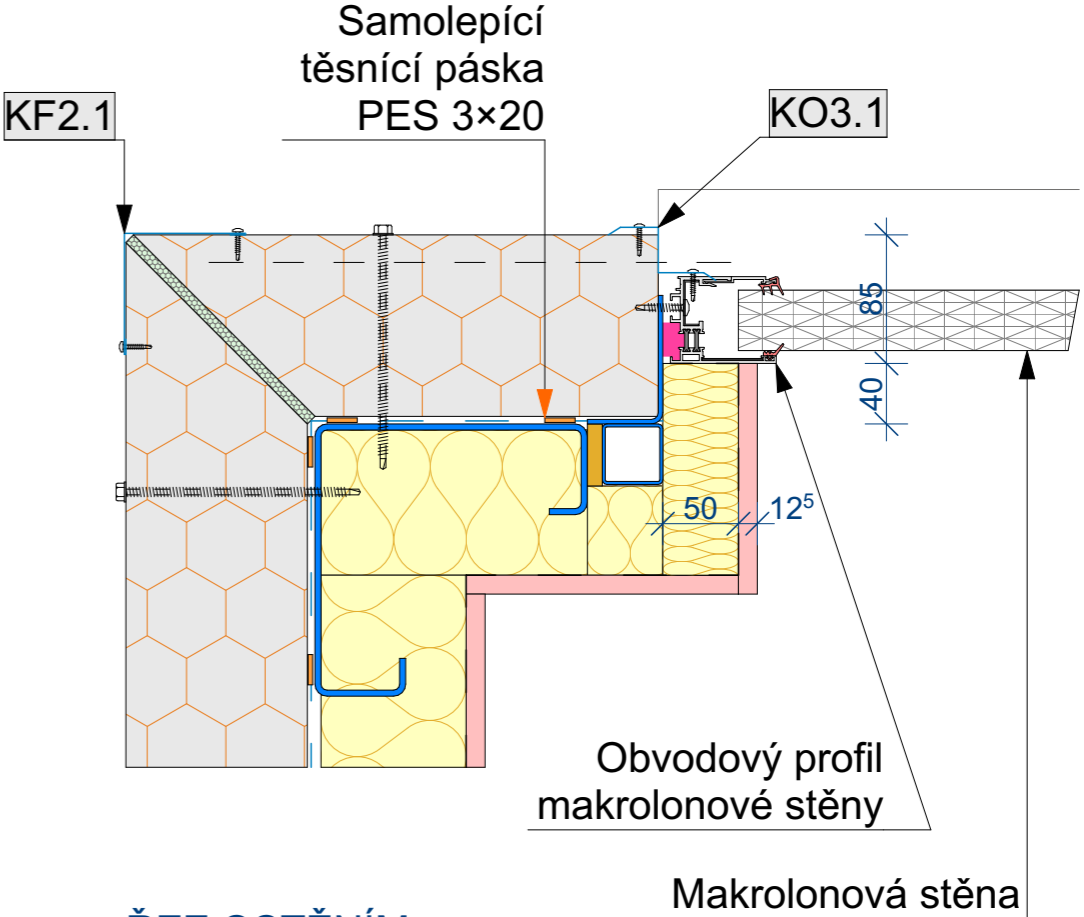 Samolepící
těsnící páska
PES 3×20
KF2.1
KO3.1
85
40
50
12⁵
Obvodový profil
makrolonové stěny
Makrolonová stěna